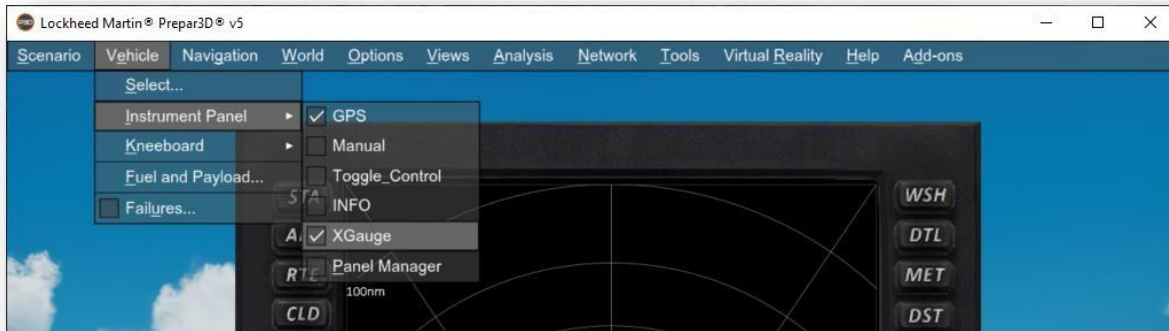 Lockheed Martin® Prepar3D® v5
Scenario Vehicle Navigation World Options Views Analysis Network Tools Virtual Reality Help Add-ons
Select...
Instrument Panel GPS
Kneeboard Manual
Fuel and Payload... Toggle_Control
Failures... INFO
XGauge
Panel Manager
STA WSH
DTL
RTE MET
100nm
CLD DST